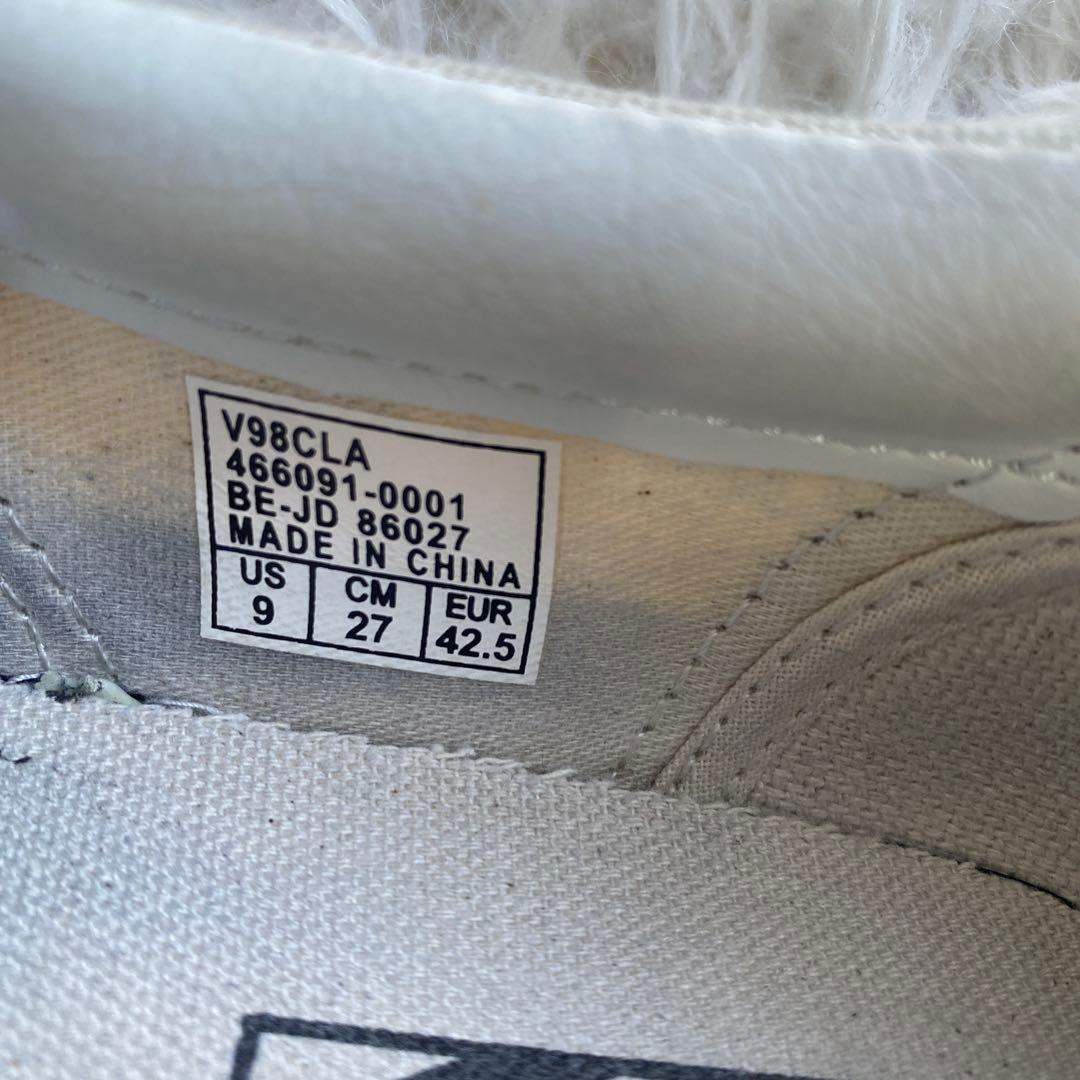 V98CLA
466091-0001
BE-JD 86027
MADE IN CHINA
US CM EUR
9 27 42.5